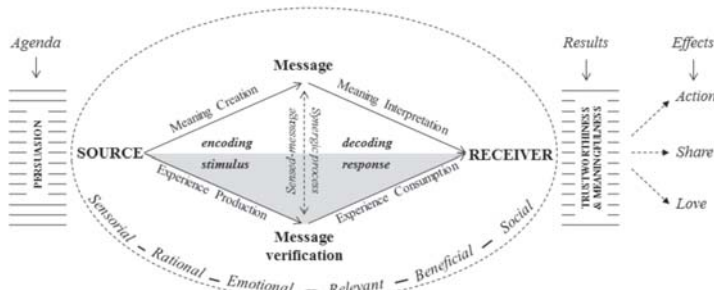 Agenda
Results
Effects
Message
Meaning Creation
Meaning Interpretation
Action
PERSUASION
SOURCE
encoding
stimulus
Sensed-meanings
Synergic process
decoding
response
RECEIVER
TRUSTWORTHINESS
& MEANINGFULNESS
Share
Experience Production
Experience Consumption
Message
verification
Love
Sensorial – Rational – Emotional – Relevant – Beneficial – Social